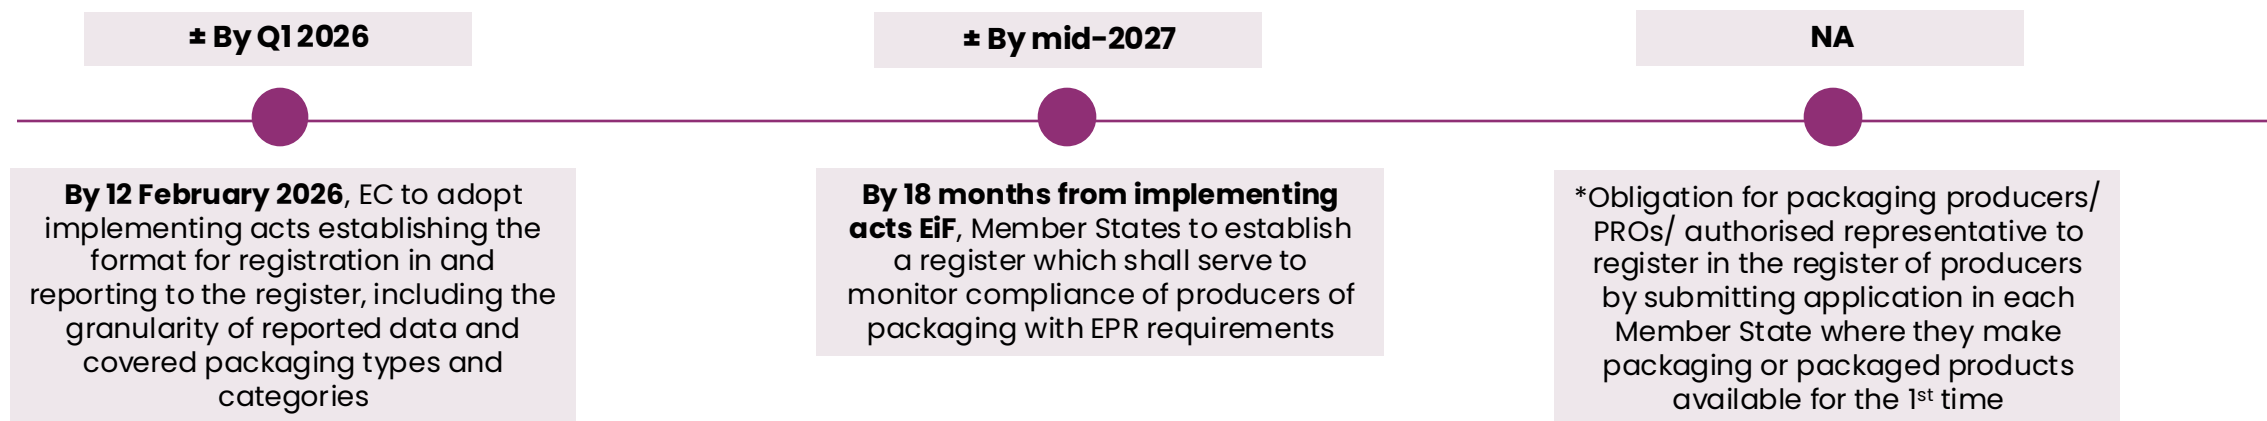 ± By Q1 2026
± By mid-2027
NA
By 12 February 2026, EC to adopt
implementing acts establishing the
format for registration in and
reporting to the register, including the
granularity of reported data and
covered packaging types and
categories
By 18 months from implementing
acts EiF, Member States to establish
a register which shall serve to
monitor compliance of producers of
packaging with EPR requirements
*Obligation for packaging producers/
PROs/ authorised representative to
register in the register of producers
by submitting application in each
Member State where they make
packaging or packaged products
available for the 1st time